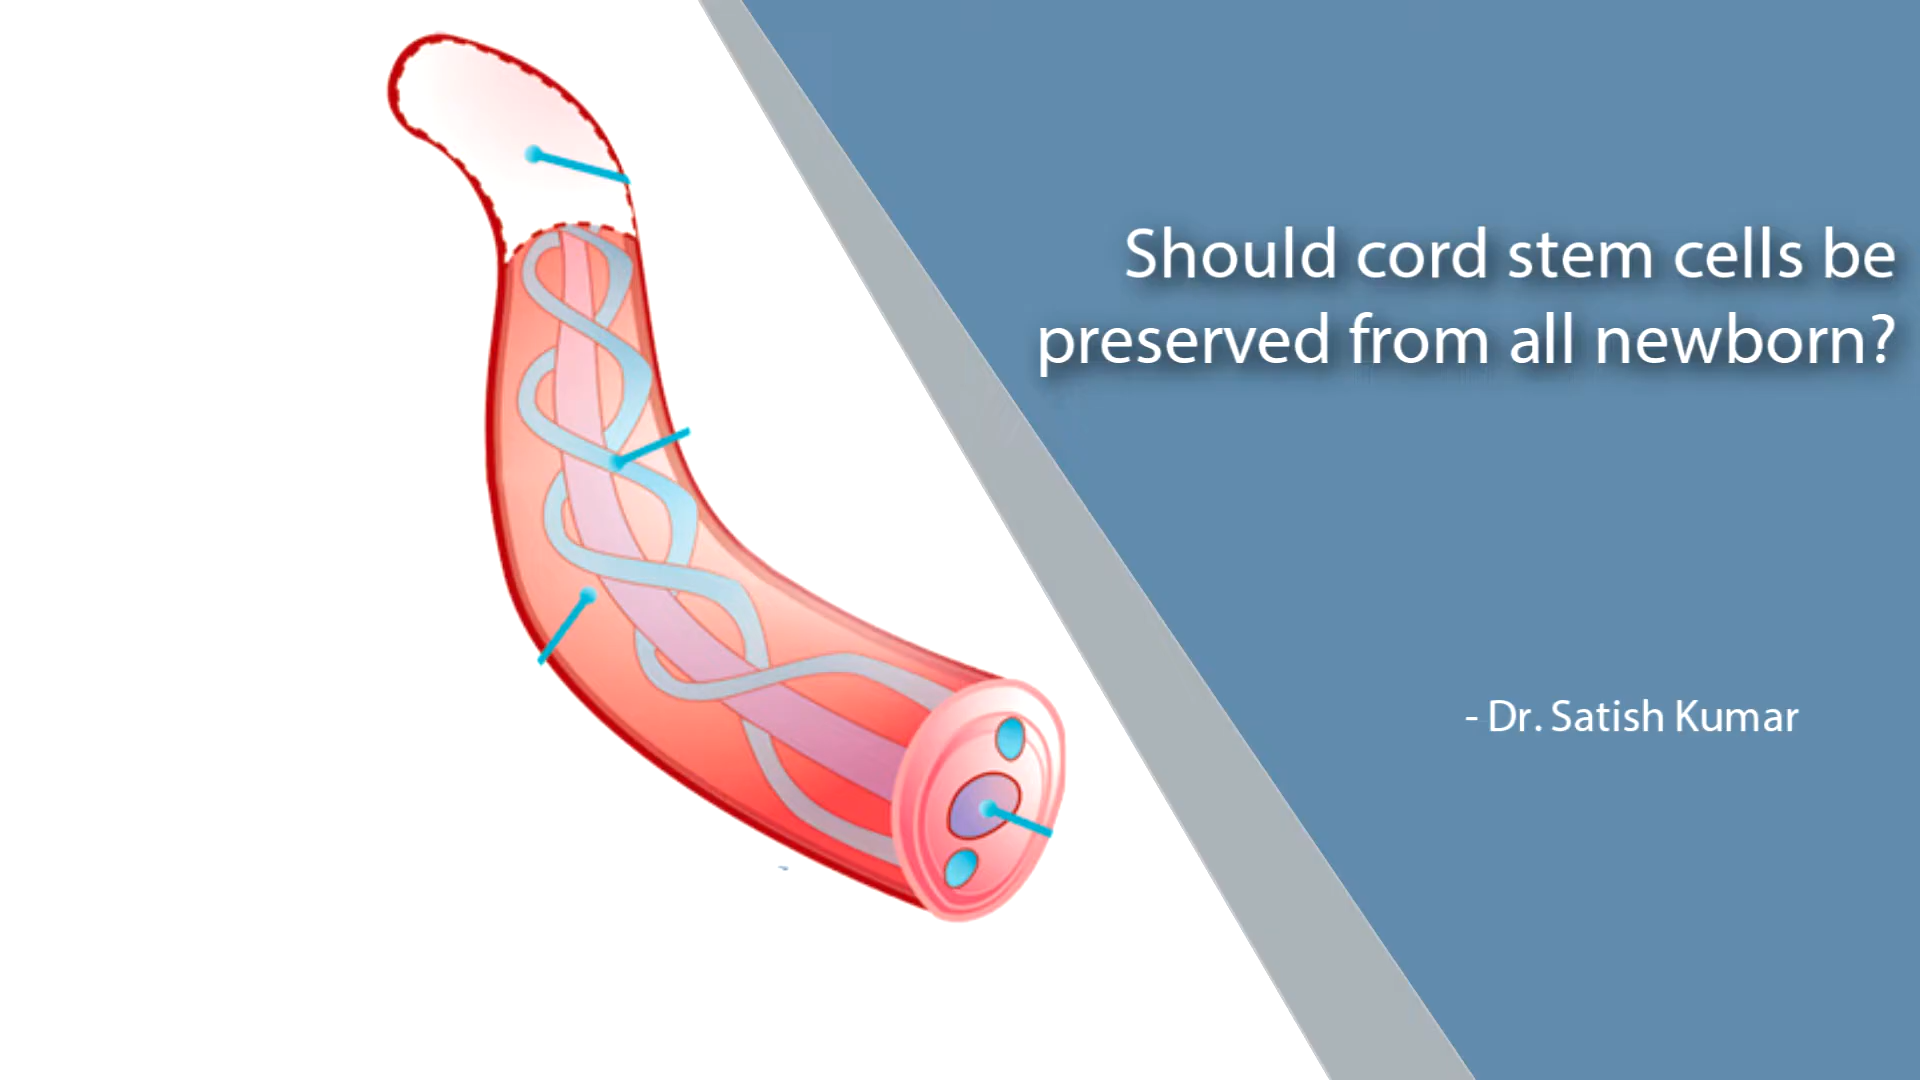 Should cord stem cells be
preserved from all newborn?
- Dr. Satish Kumar